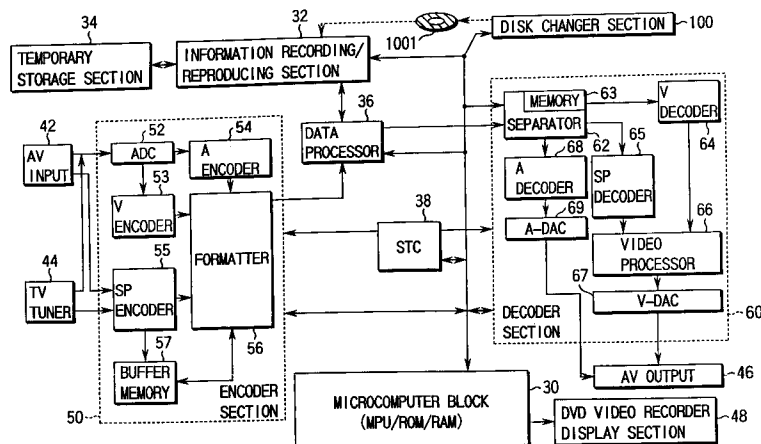 34
TEMPORARY
STORAGE SECTION
32
INFORMATION RECORDING/
REPRODUCING SECTION
1001
DISK CHANGER SECTION
100
42
AV
INPUT
44
TV
TUNER
52
ADC
54
A
ENCODER
53
V
ENCODER
55
SP
ENCODER
FORMATTER
56
57
BUFFER
MEMORY
ENCODER
SECTION
50
36
DATA
PROCESSOR
38
STC
63
MEMORY
SEPARATOR
62
V
DECODER
64
68
A
DECODER
65
SP
DECODER
69
A-DAC
66
VIDEO
PROCESSOR
67
V-DAC
DECODER
SECTION
60
AV OUTPUT
46
30
MICROCOMPUTER BLOCK
(MPU/ROM/RAM)
DVD VIDEO RECORDER
DISPLAY SECTION
48